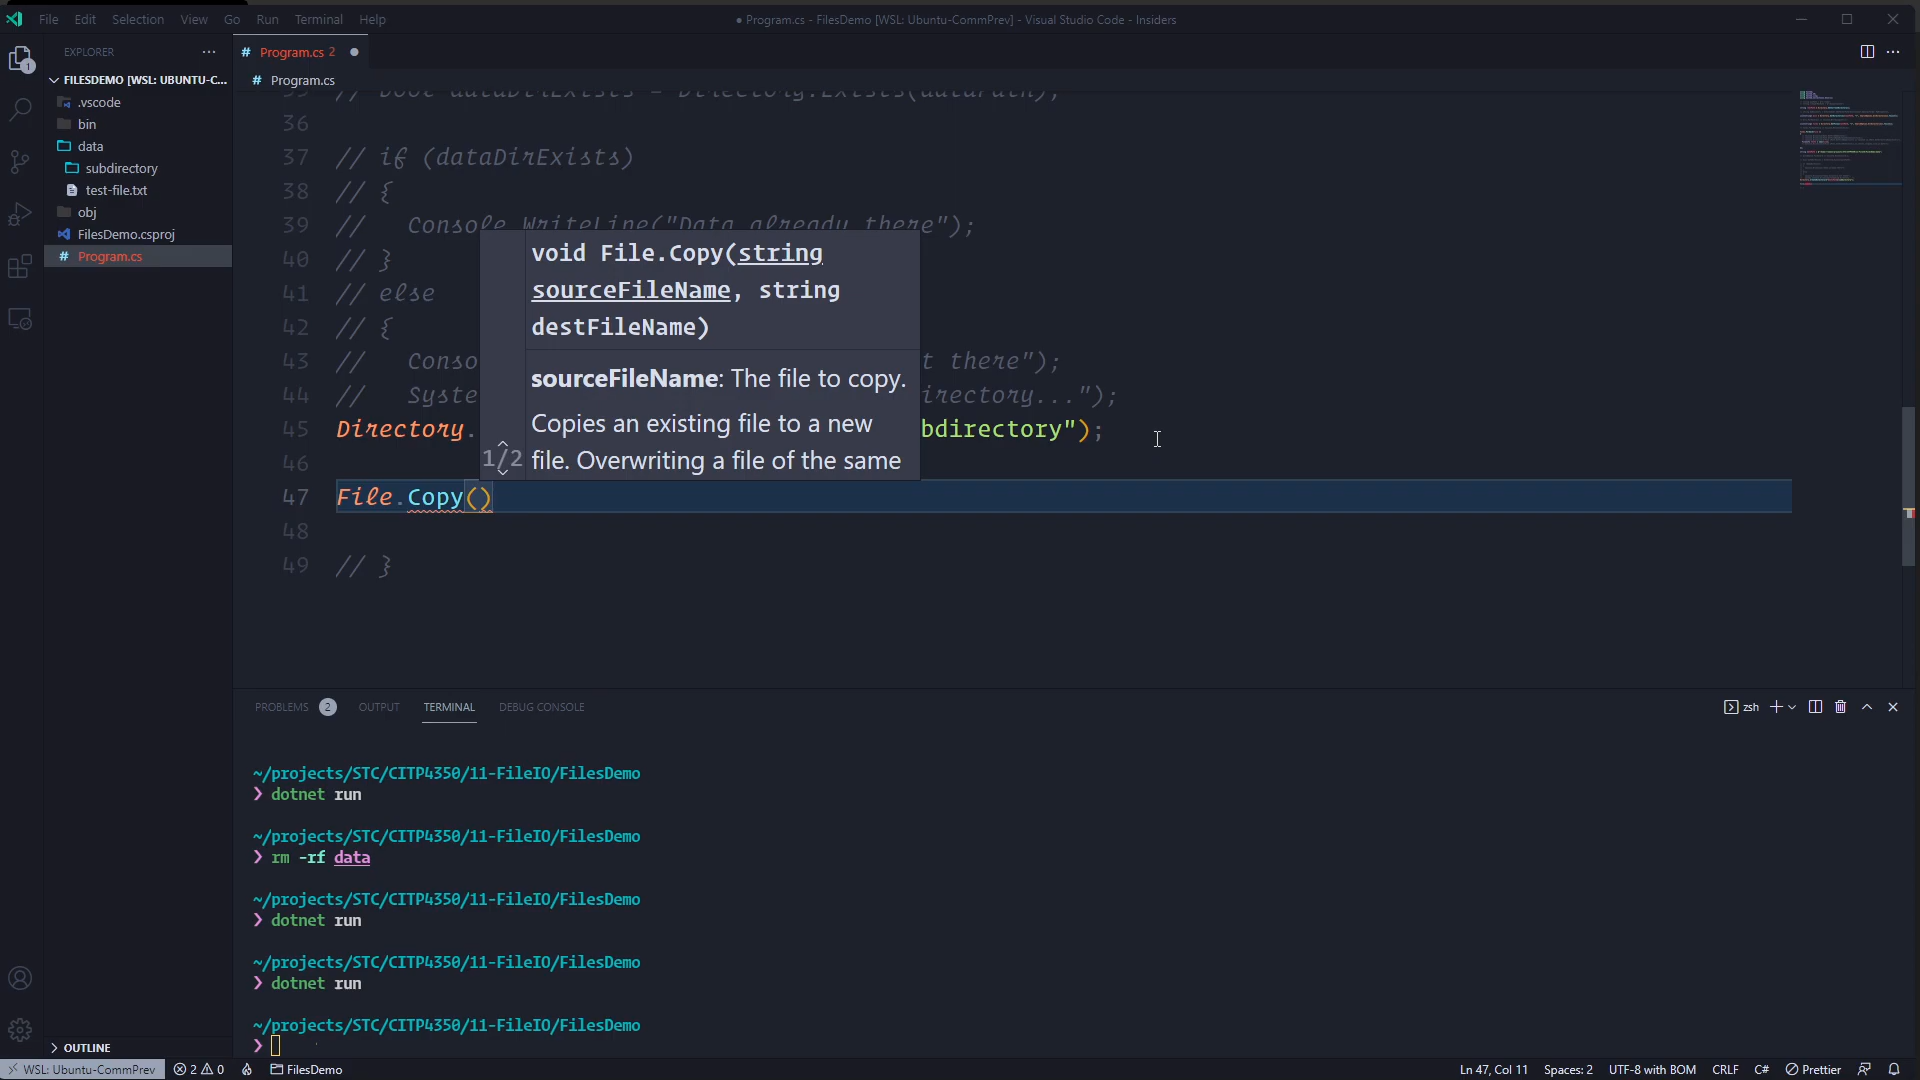 File Edit Selection View Go Run Terminal Help
● Program.cs - FilesDemo [WSL: Ubuntu-CommPrev] - Visual Studio Code - Insiders
EXPLORER
1
FILESDEMO [WSL: UBUNTU-C...
.vscode
bin
data
subdirectory
test-file.txt
obj
FilesDemo.csproj
# Program.cs
# Program.cs 2 ●
# Program.cs
35 // bool dataDirExists = Directory.Exists(dataPath);
36
37 // if (dataDirExists)
38 // {
39 // Console.WriteLine("Data already there");
40 // }
41 // else
42 // {
43 // Conso t there");
44 // Syste irectory...");
45 Directory. bdirectory");
46
47 File.Copy()
48
49 // }
void File.Copy(string
sourceFileName, string
destFileName)
sourceFileName: The file to copy.
Copies an existing file to a new
1/2 file. Overwriting a file of the same
PROBLEMS 2 OUTPUT TERMINAL DEBUG CONSOLE
zsh
~/projects/STC/CITP4350/11-FileIO/FilesDemo
❯ dotnet run
~/projects/STC/CITP4350/11-FileIO/FilesDemo
❯ rm -rf data
~/projects/STC/CITP4350/11-FileIO/FilesDemo
❯ dotnet run
~/projects/STC/CITP4350/11-FileIO/FilesDemo
❯ dotnet run
~/projects/STC/CITP4350/11-FileIO/FilesDemo
❯
OUTLINE
WSL: Ubuntu-CommPrev 2 0 FilesDemo Ln 47, Col 11 Spaces: 2 UTF-8 with BOM CRLF C# Prettier